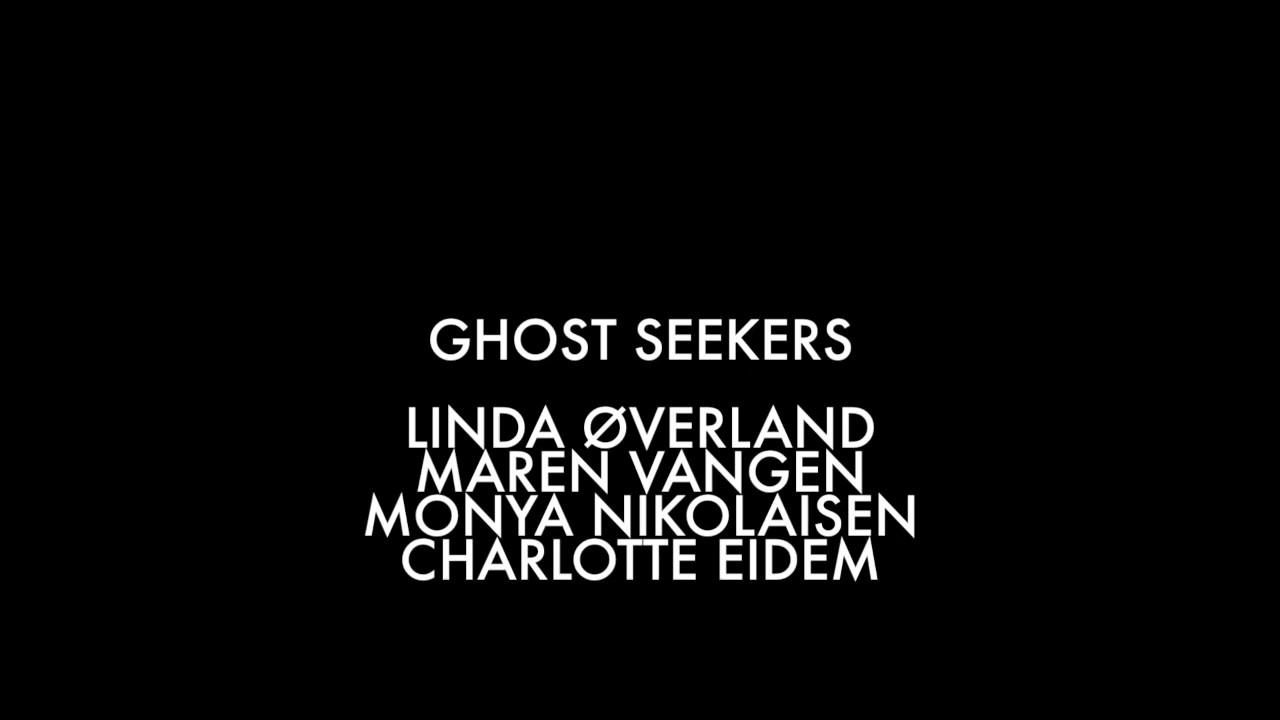 GHOST SEEKERS
LINDA ØVERLAND
MAREN VANGEN
MONYA NIKOLAISEN
CHARLOTTE EIDEM